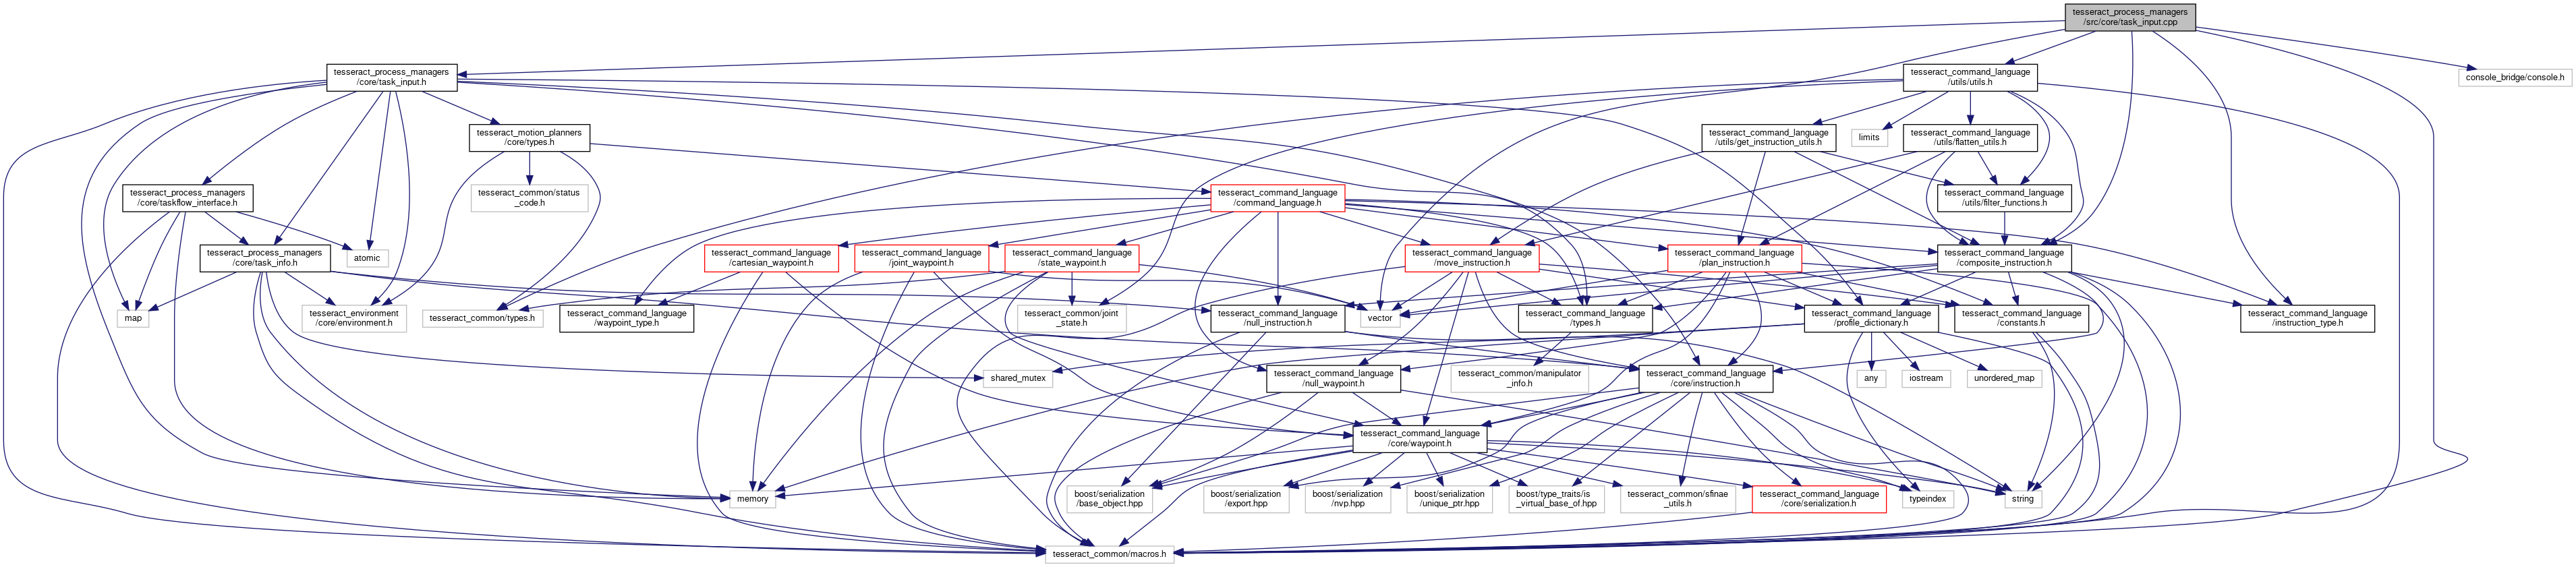 tesseract_process_managers
/src/core/task_input.cpp
tesseract_process_managers
/core/task_input.h
tesseract_command_language
/utils/utils.h
console_bridge/console.h
tesseract_motion_planners
/core/types.h
tesseract_command_language
/utils/get_instruction_utils.h
limits
tesseract_command_language
/utils/flatten_utils.h
tesseract_process_managers
/core/taskflow_interface.h
tesseract_common/status
_code.h
tesseract_command_language
/command_language.h
tesseract_command_language
/utils/filter_functions.h
tesseract_process_managers
/core/task_info.h
atomic
tesseract_command_language
/cartesian_waypoint.h
tesseract_command_language
/joint_waypoint.h
tesseract_command_language
/state_waypoint.h
tesseract_command_language
/move_instruction.h
tesseract_command_language
/plan_instruction.h
tesseract_command_language
/composite_instruction.h
map
tesseract_environment
/core/environment.h
tesseract_common/types.h
tesseract_command_language
/waypoint_type.h
tesseract_common/joint
_state.h
tesseract_command_language
/null_instruction.h
vector
tesseract_command_language
/types.h
tesseract_command_language
/profile_dictionary.h
tesseract_command_language
/constants.h
tesseract_command_language
/instruction_type.h
shared_mutex
tesseract_command_language
/null_waypoint.h
tesseract_common/manipulator
_info.h
tesseract_command_language
/core/instruction.h
any
iostream
unordered_map
tesseract_command_language
/core/waypoint.h
memory
boost/serialization
/base_object.hpp
boost/serialization
/export.hpp
boost/serialization
/nvp.hpp
boost/serialization
/unique_ptr.hpp
boost/type_traits/is
_virtual_base_of.hpp
tesseract_common/sfinae
_utils.h
tesseract_command_language
/core/serialization.h
typeindex
string
tesseract_common/macros.h